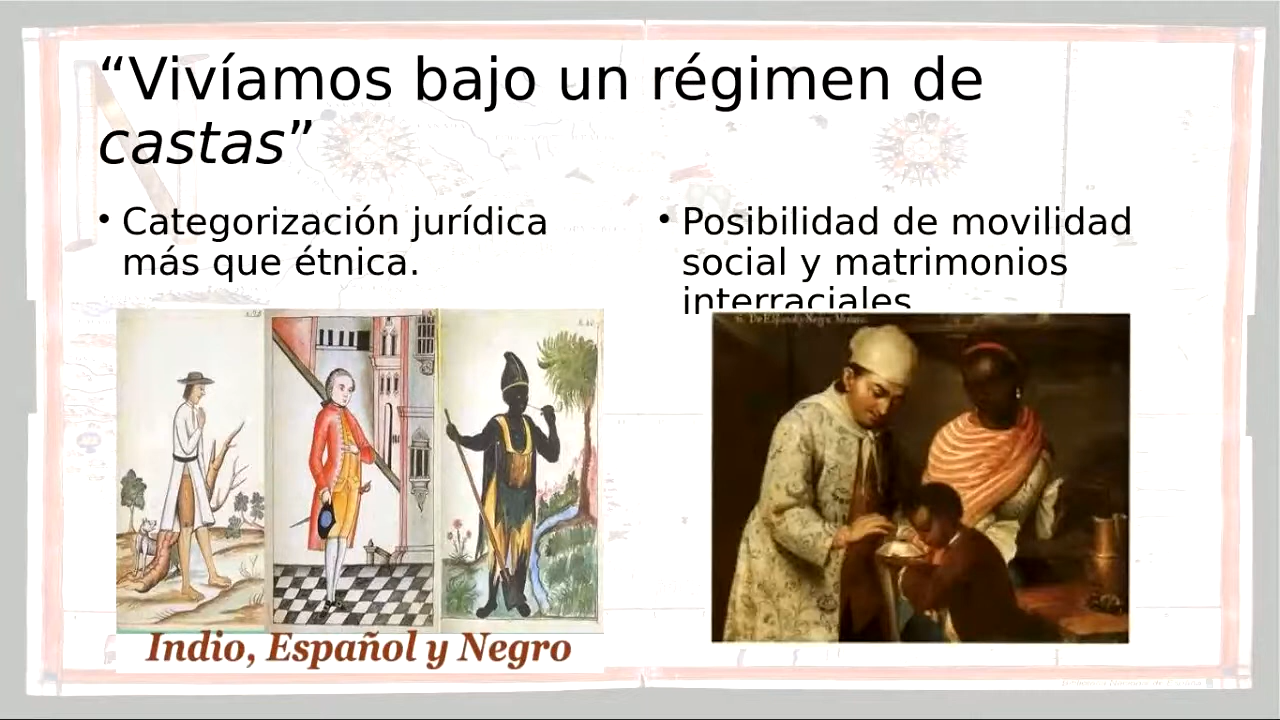 “Vivíamos bajo un régimen de
castas”
• Categorización jurídica
más que étnica.
• Posibilidad de movilidad
social y matrimonios
interraciales
Indio, Español y Negro